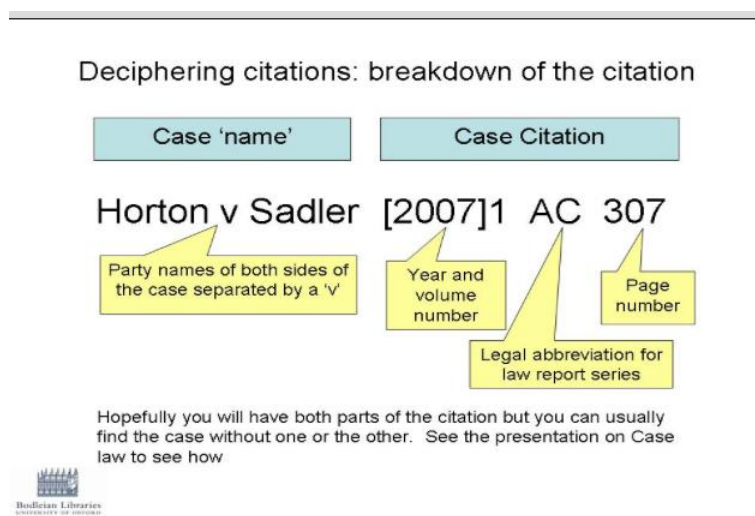 Deciphering citations: breakdown of the citation
Case ‘name’
Case Citation
Horton v Sadler [2007]1 AC 307
Party names of both sides of
the case separated by a ‘v’
Year and
volume
number
Page
number
Legal abbreviation for
law report series
Hopefully you will have both parts of the citation but you can usually
find the case without one or the other. See the presentation on Case
law to see how
Bodleian Libraries
UNIVERSITY OF OXFORD